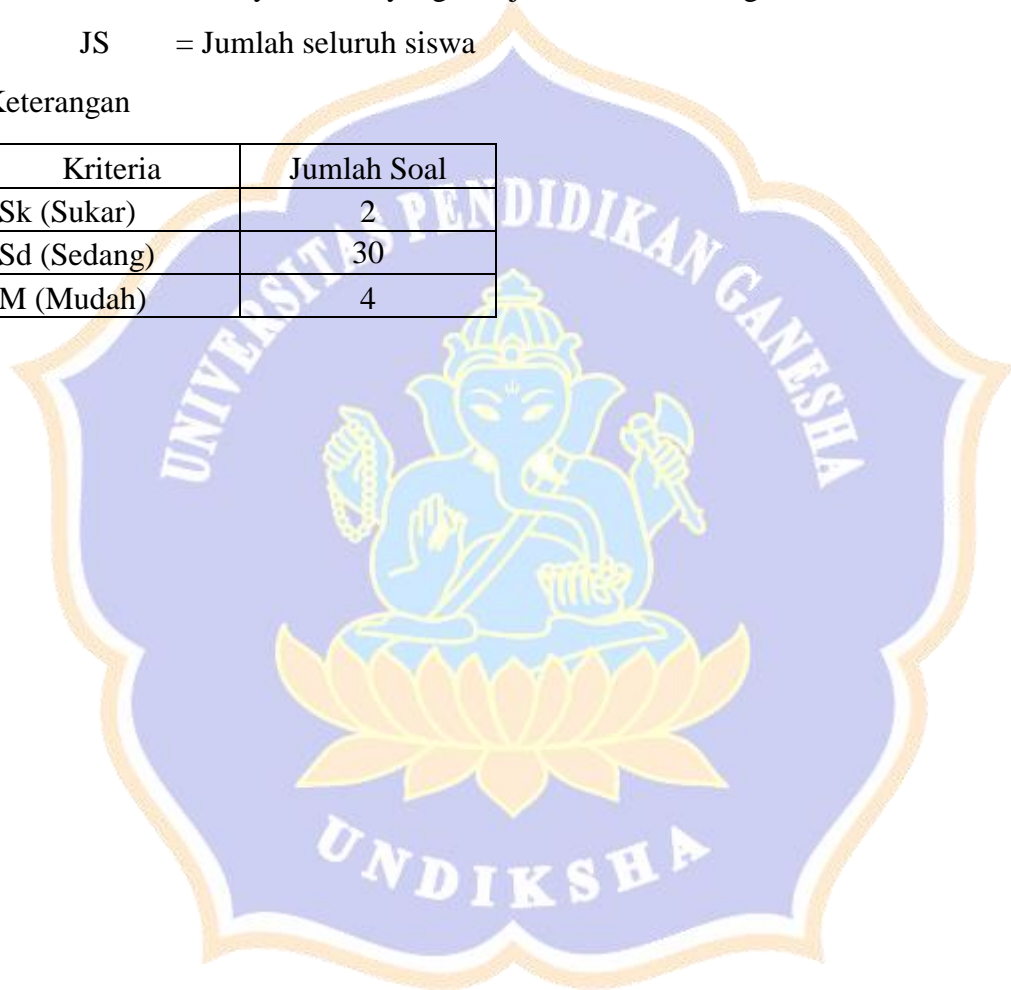 JS = Jumlah seluruh siswa
Keterangan
Kriteria Jumlah Soal
Sk (Sukar) 2
Sd (Sedang) 30
M (Mudah) 4
UNIVERSITAS PENDIDIKAN GANESHA
UNDIKSHA